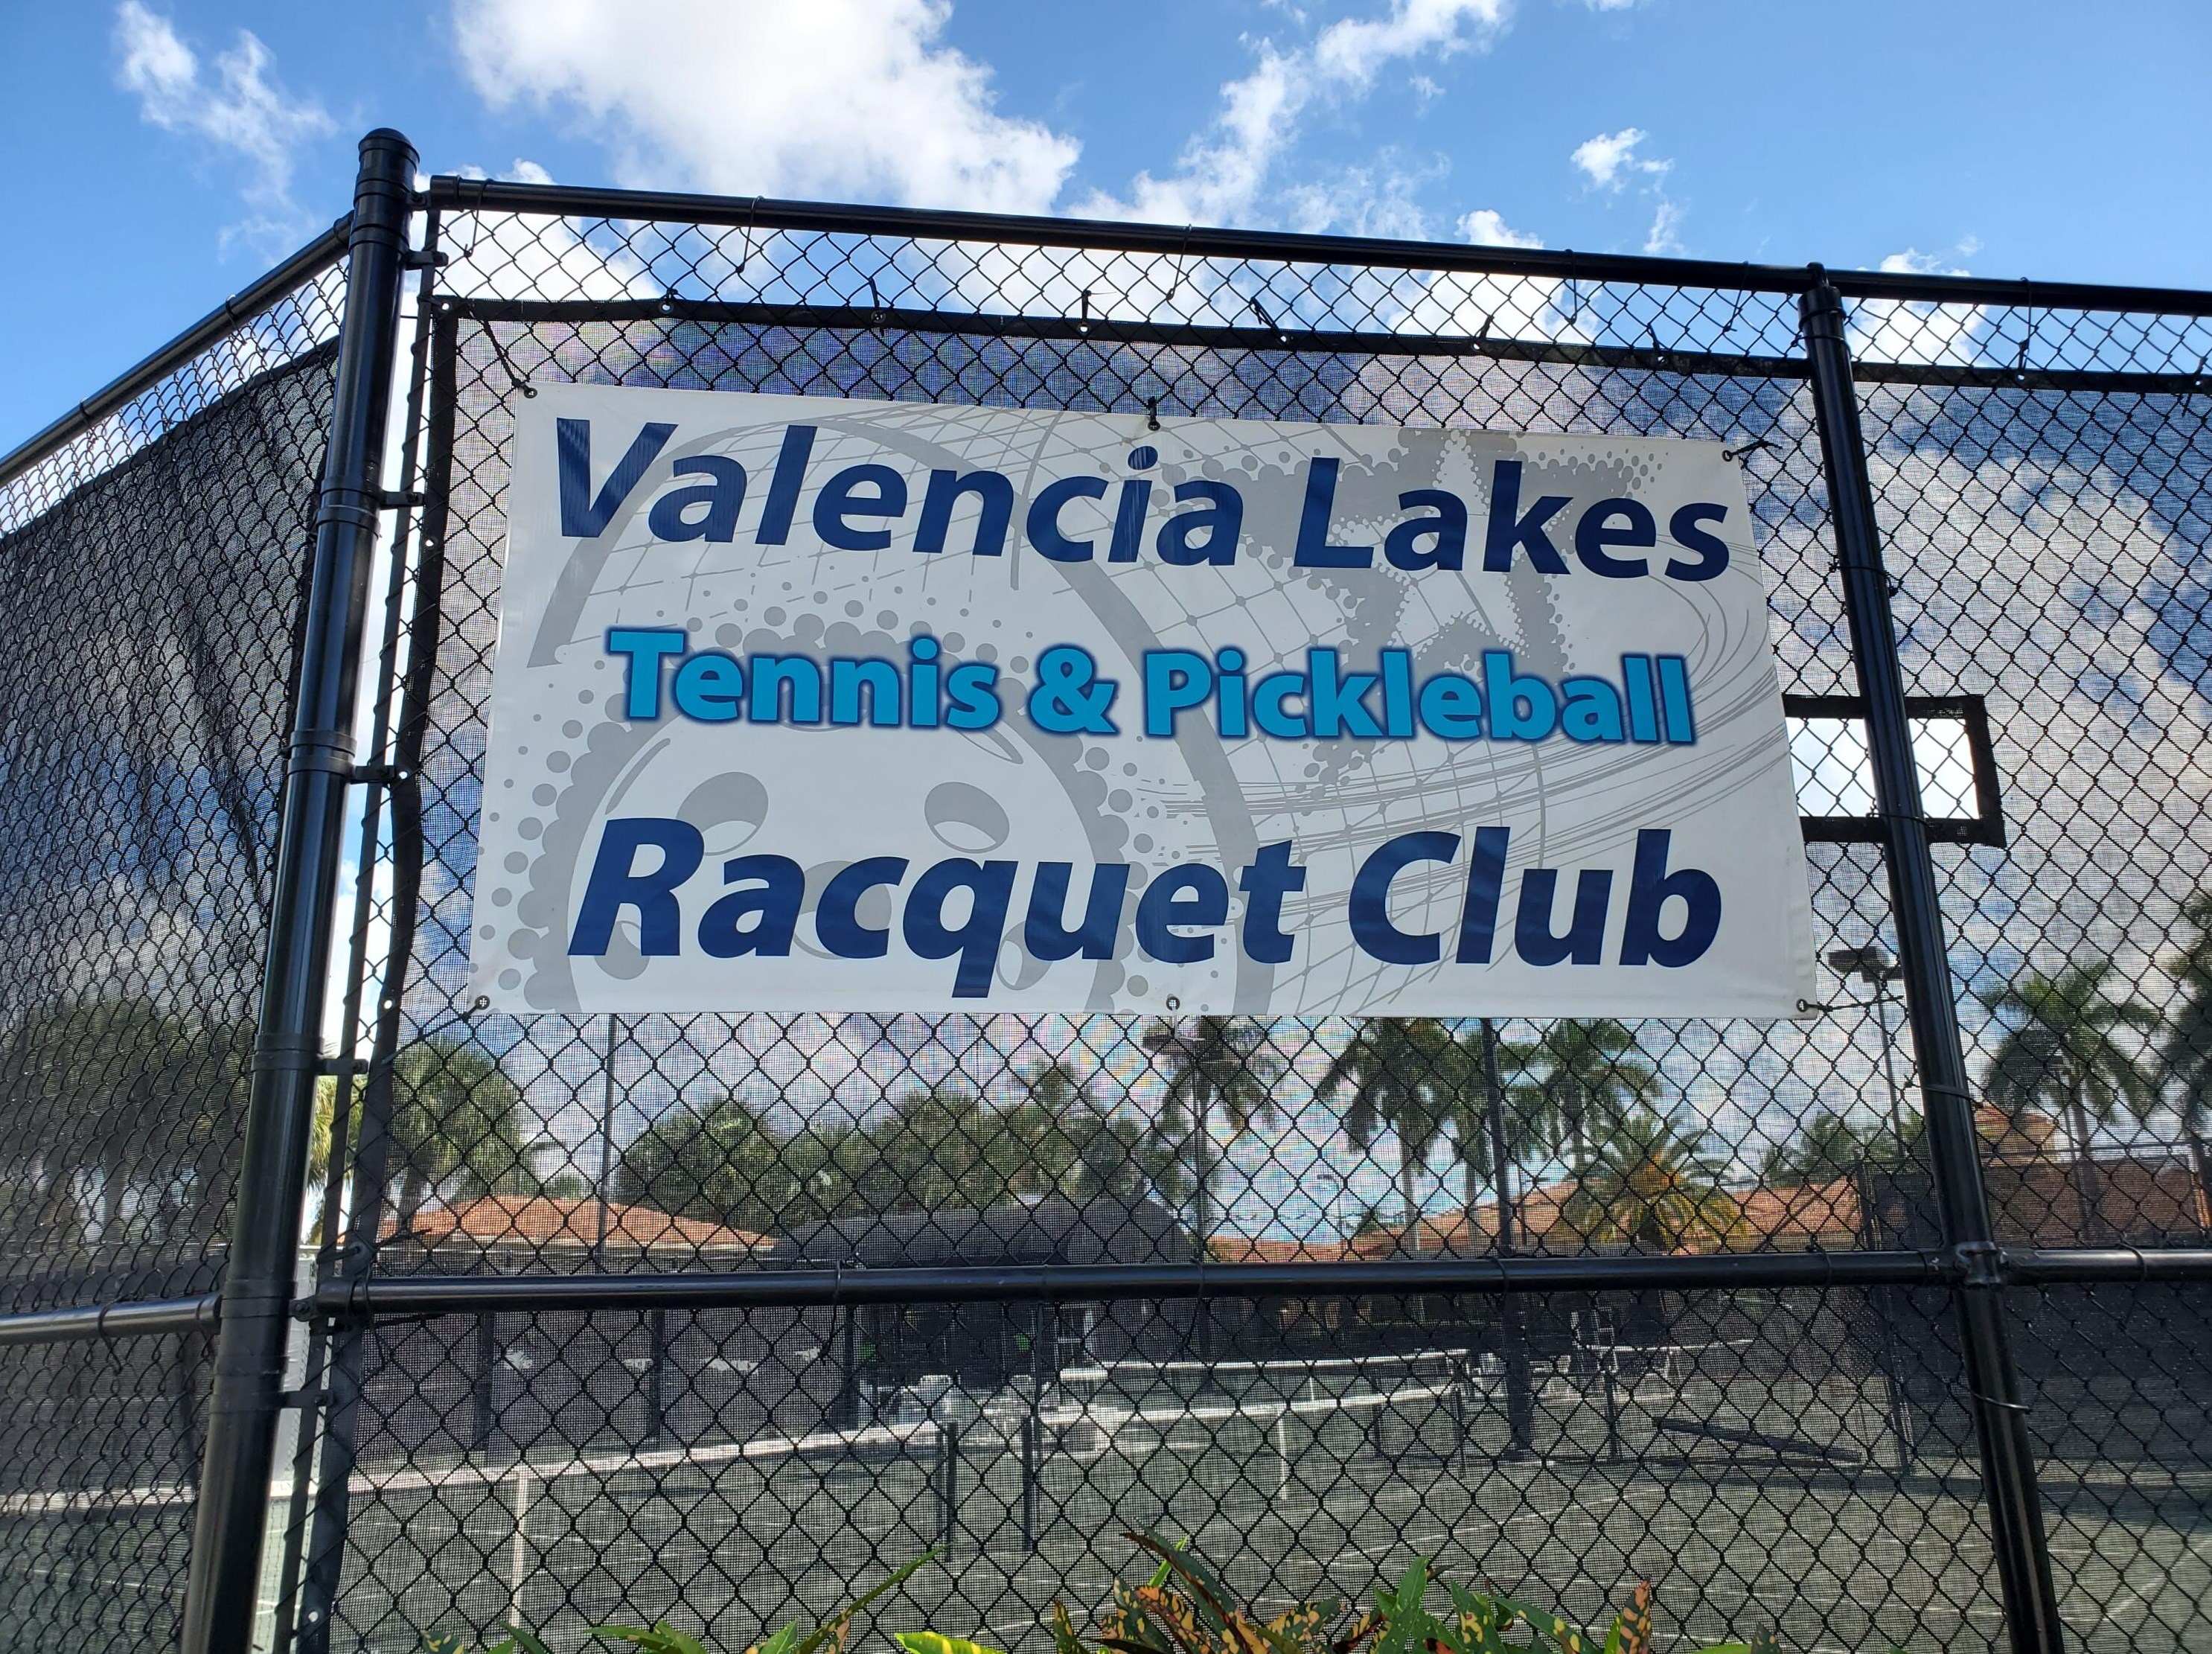 Valencia Lakes
Tennis & Pickleball
Racquet Club